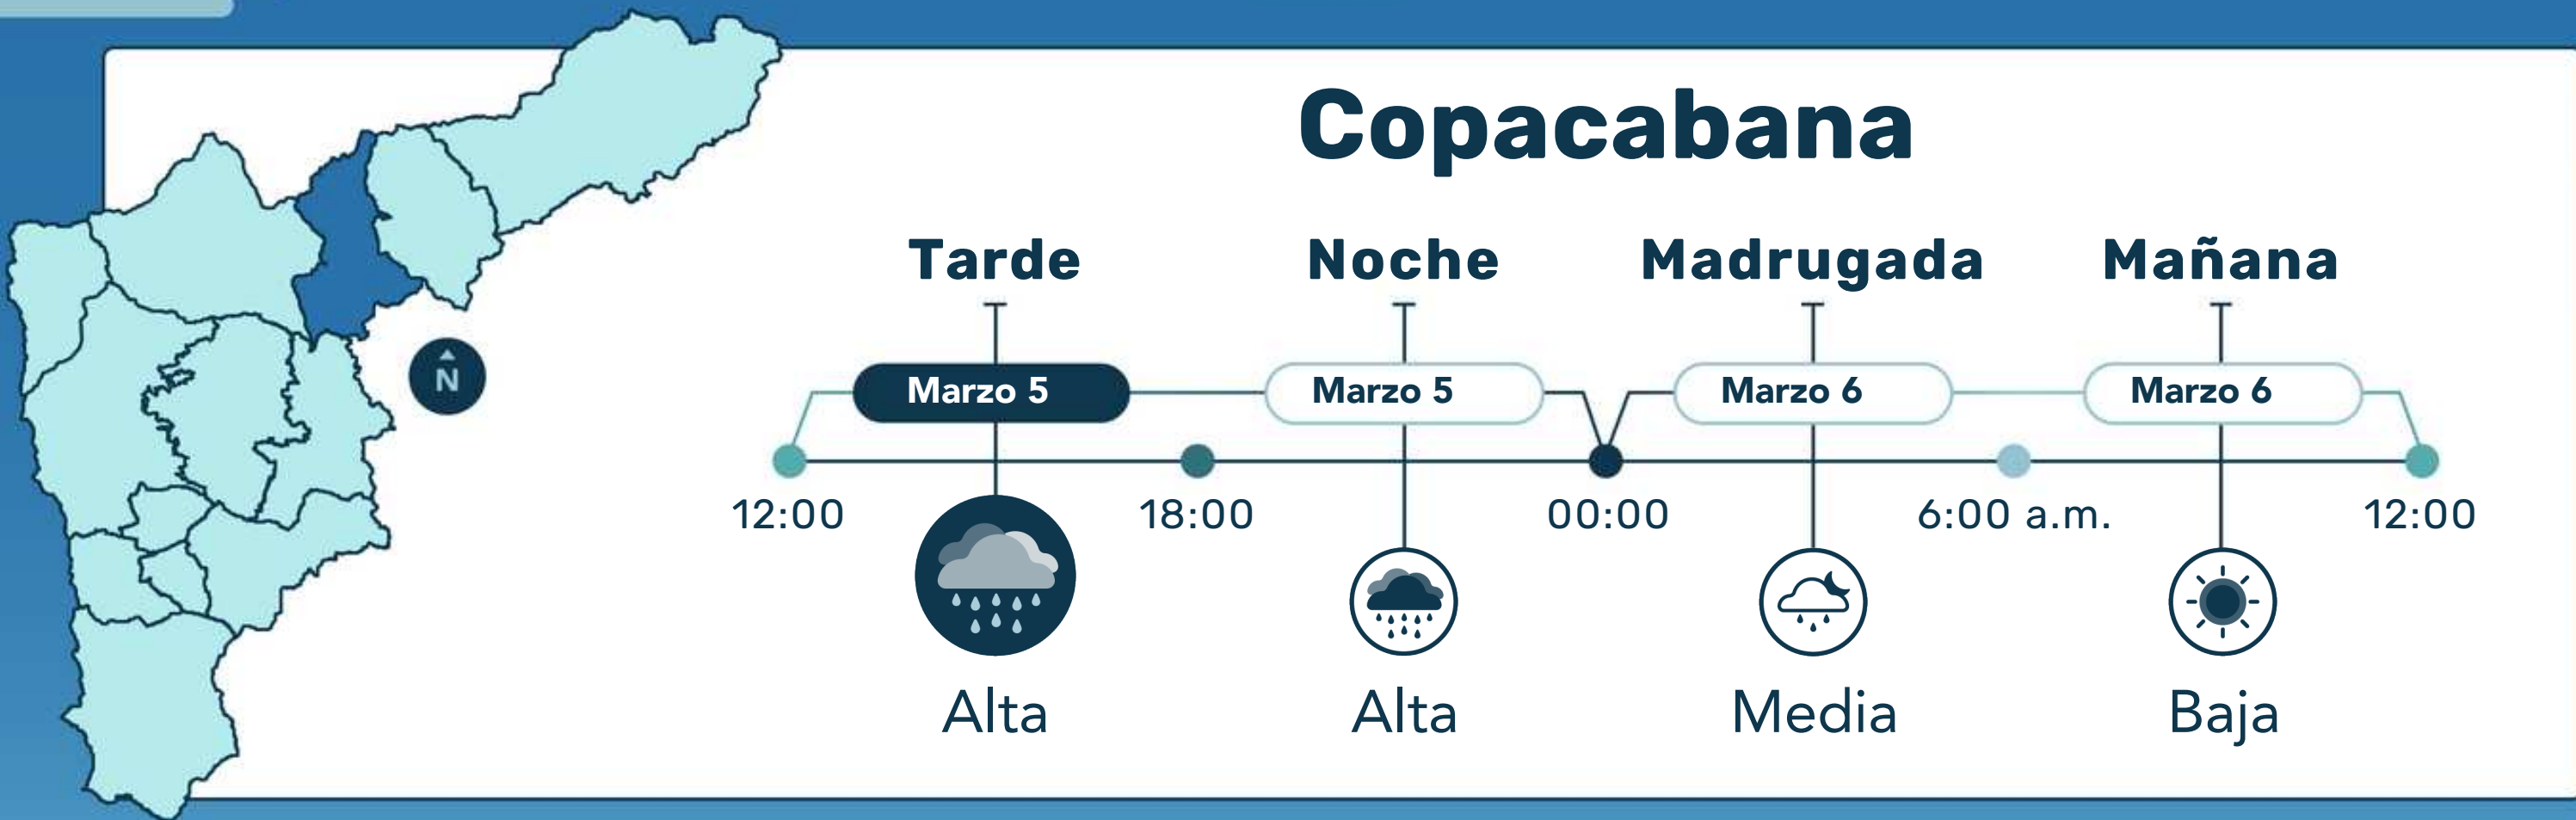 Copacabana
Tarde Noche Madrugada Mañana
Marzo 5 Marzo 5 Marzo 6 Marzo 6
N
12:00 18:00 00:00 6:00 a.m. 12:00
Alta Alta Media Baja